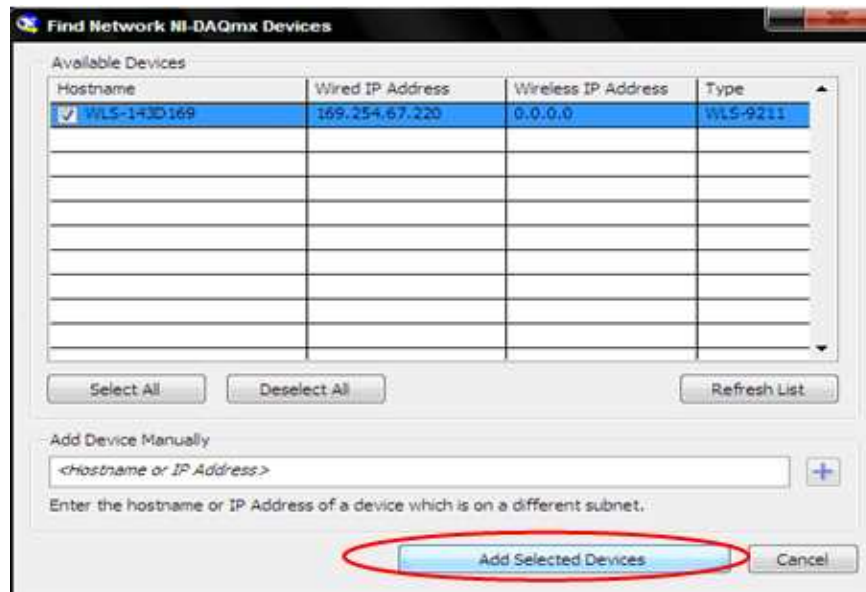 Find Network NI-DAQmx Devices
Available Devices
Hostname Wired IP Address Wireless IP Address Type
WLS-143D169 169.254.67.220 0.0.0.0 WLS-9211
Select All Deselect All Refresh List
Add Device Manually
<Hostname or IP Address>
Enter the hostname or IP Address of a device which is on a different subnet.
Add Selected Devices Cancel